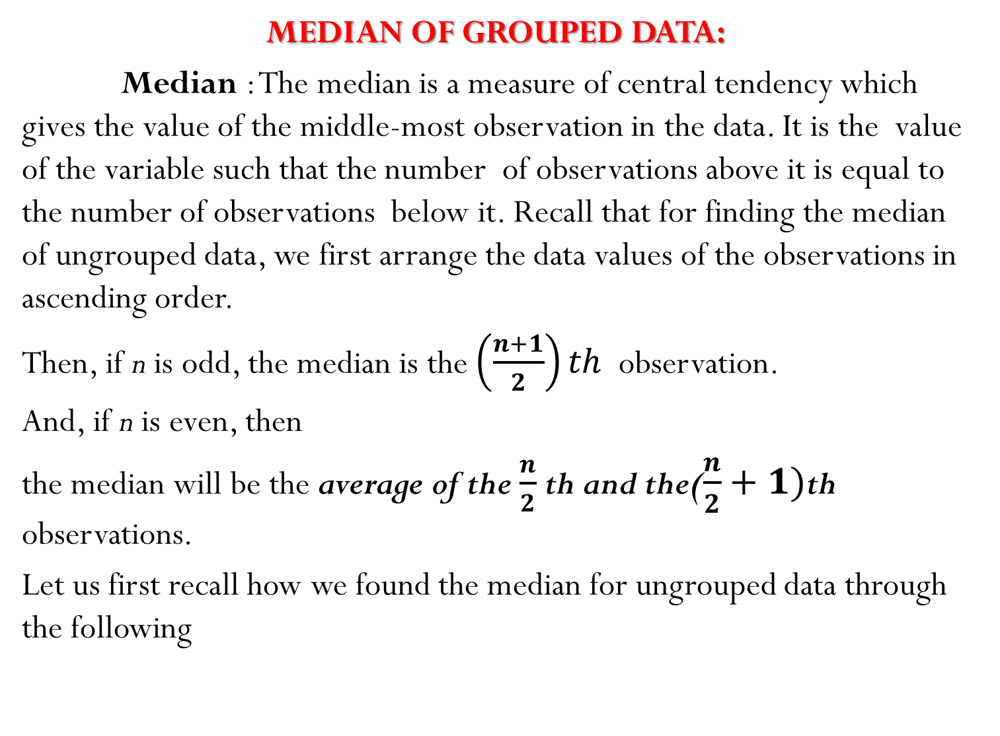 MEDIAN OF GROUPED DATA:
Median : The median is a measure of central tendency which
gives the value of the middle-most observation in the data. It is the  value
of the variable such that the number  of observations above it is equal to
the number of observations  below it. Recall that for finding the median
of ungrouped data, we first arrange the data values of the observations in
ascending order.
Then, if n is odd, the median is the (n+1/2) th  observation.
And, if n is even, then
the median will be the average of the n/2 th and the(n/2 + 1)th
observations.
Let us first recall how we found the median for ungrouped data through
the following